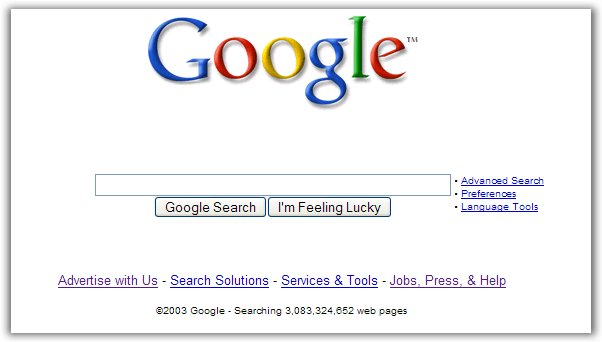 Google™
• Advanced Search
• Preferences
• Language Tools
Google Search I'm Feeling Lucky
Advertise with Us - Search Solutions - Services & Tools - Jobs, Press, & Help
©2003 Google - Searching 3,083,324,652 web pages